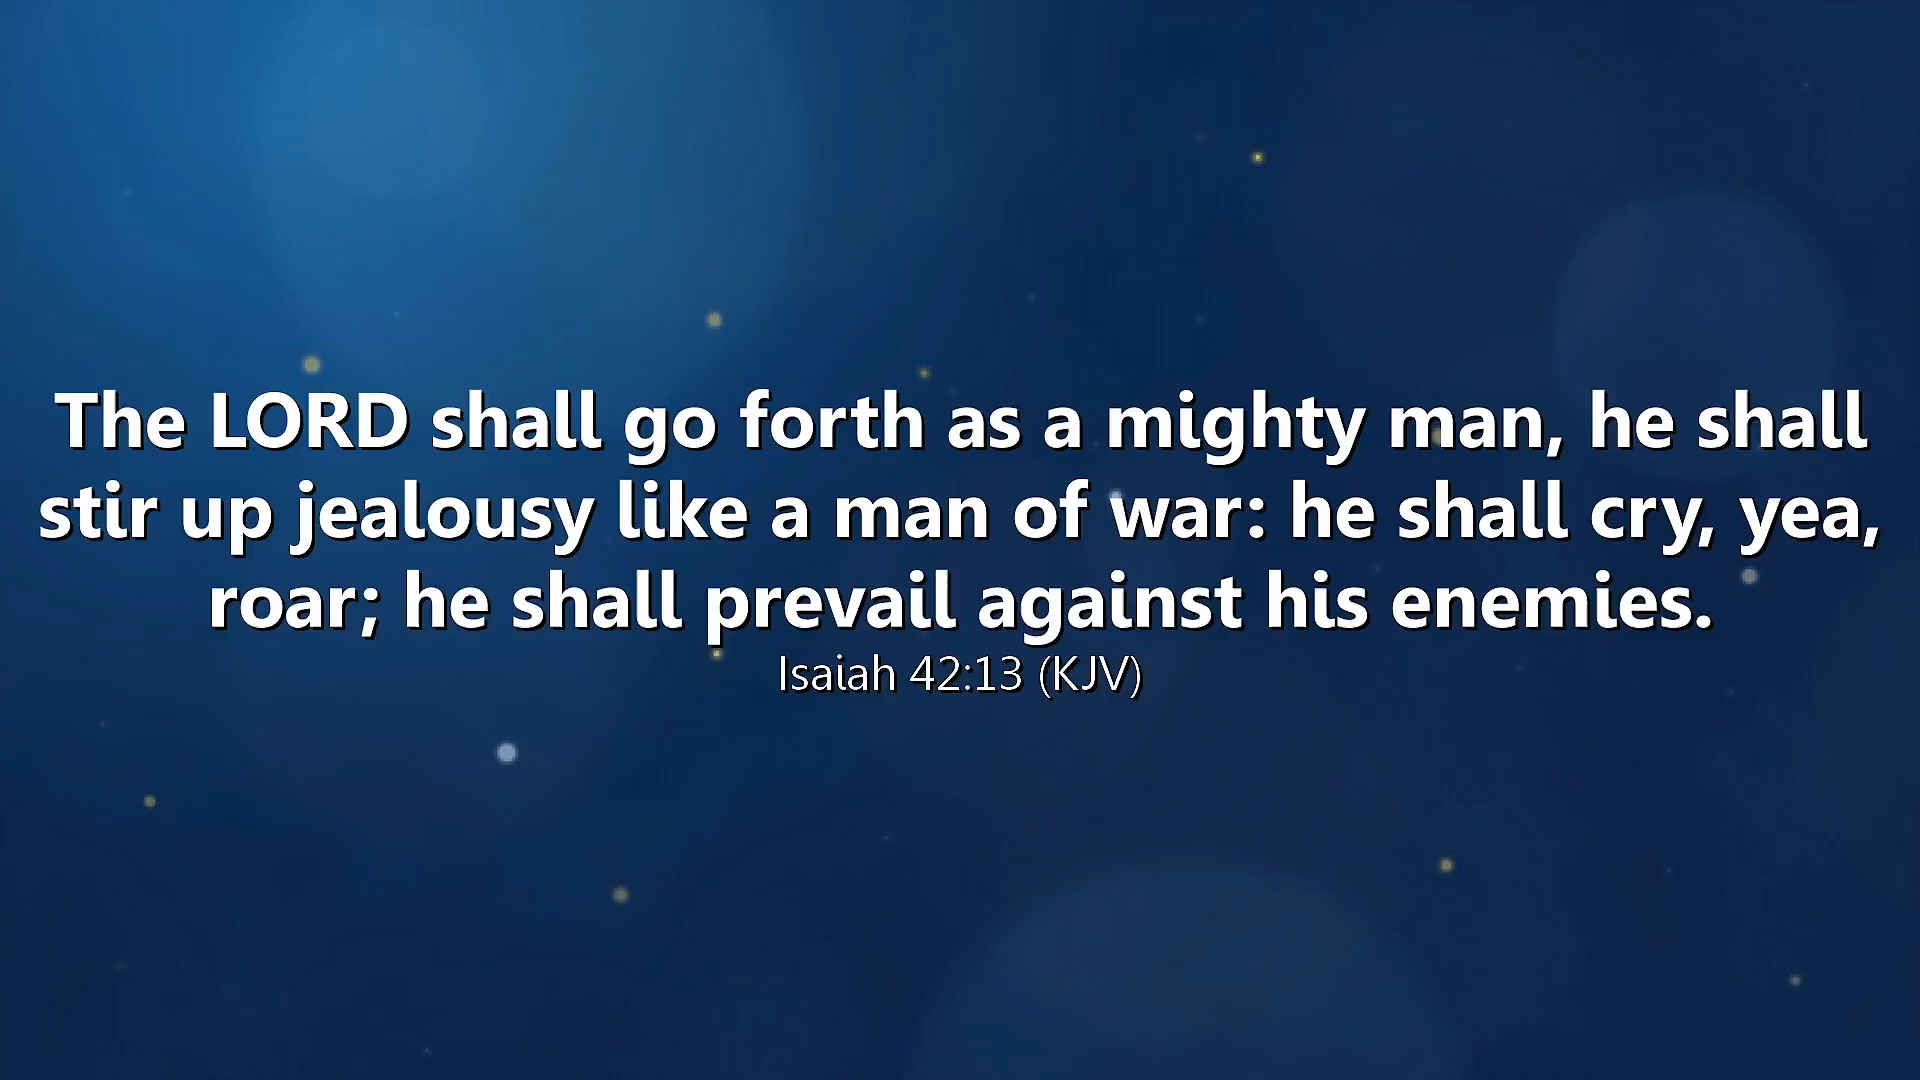 The LORD shall go forth as a mighty man, he shall
stir up jealousy like a man of war: he shall cry, yea,
roar; he shall prevail against his enemies.
Isaiah 42:13 (KJV)